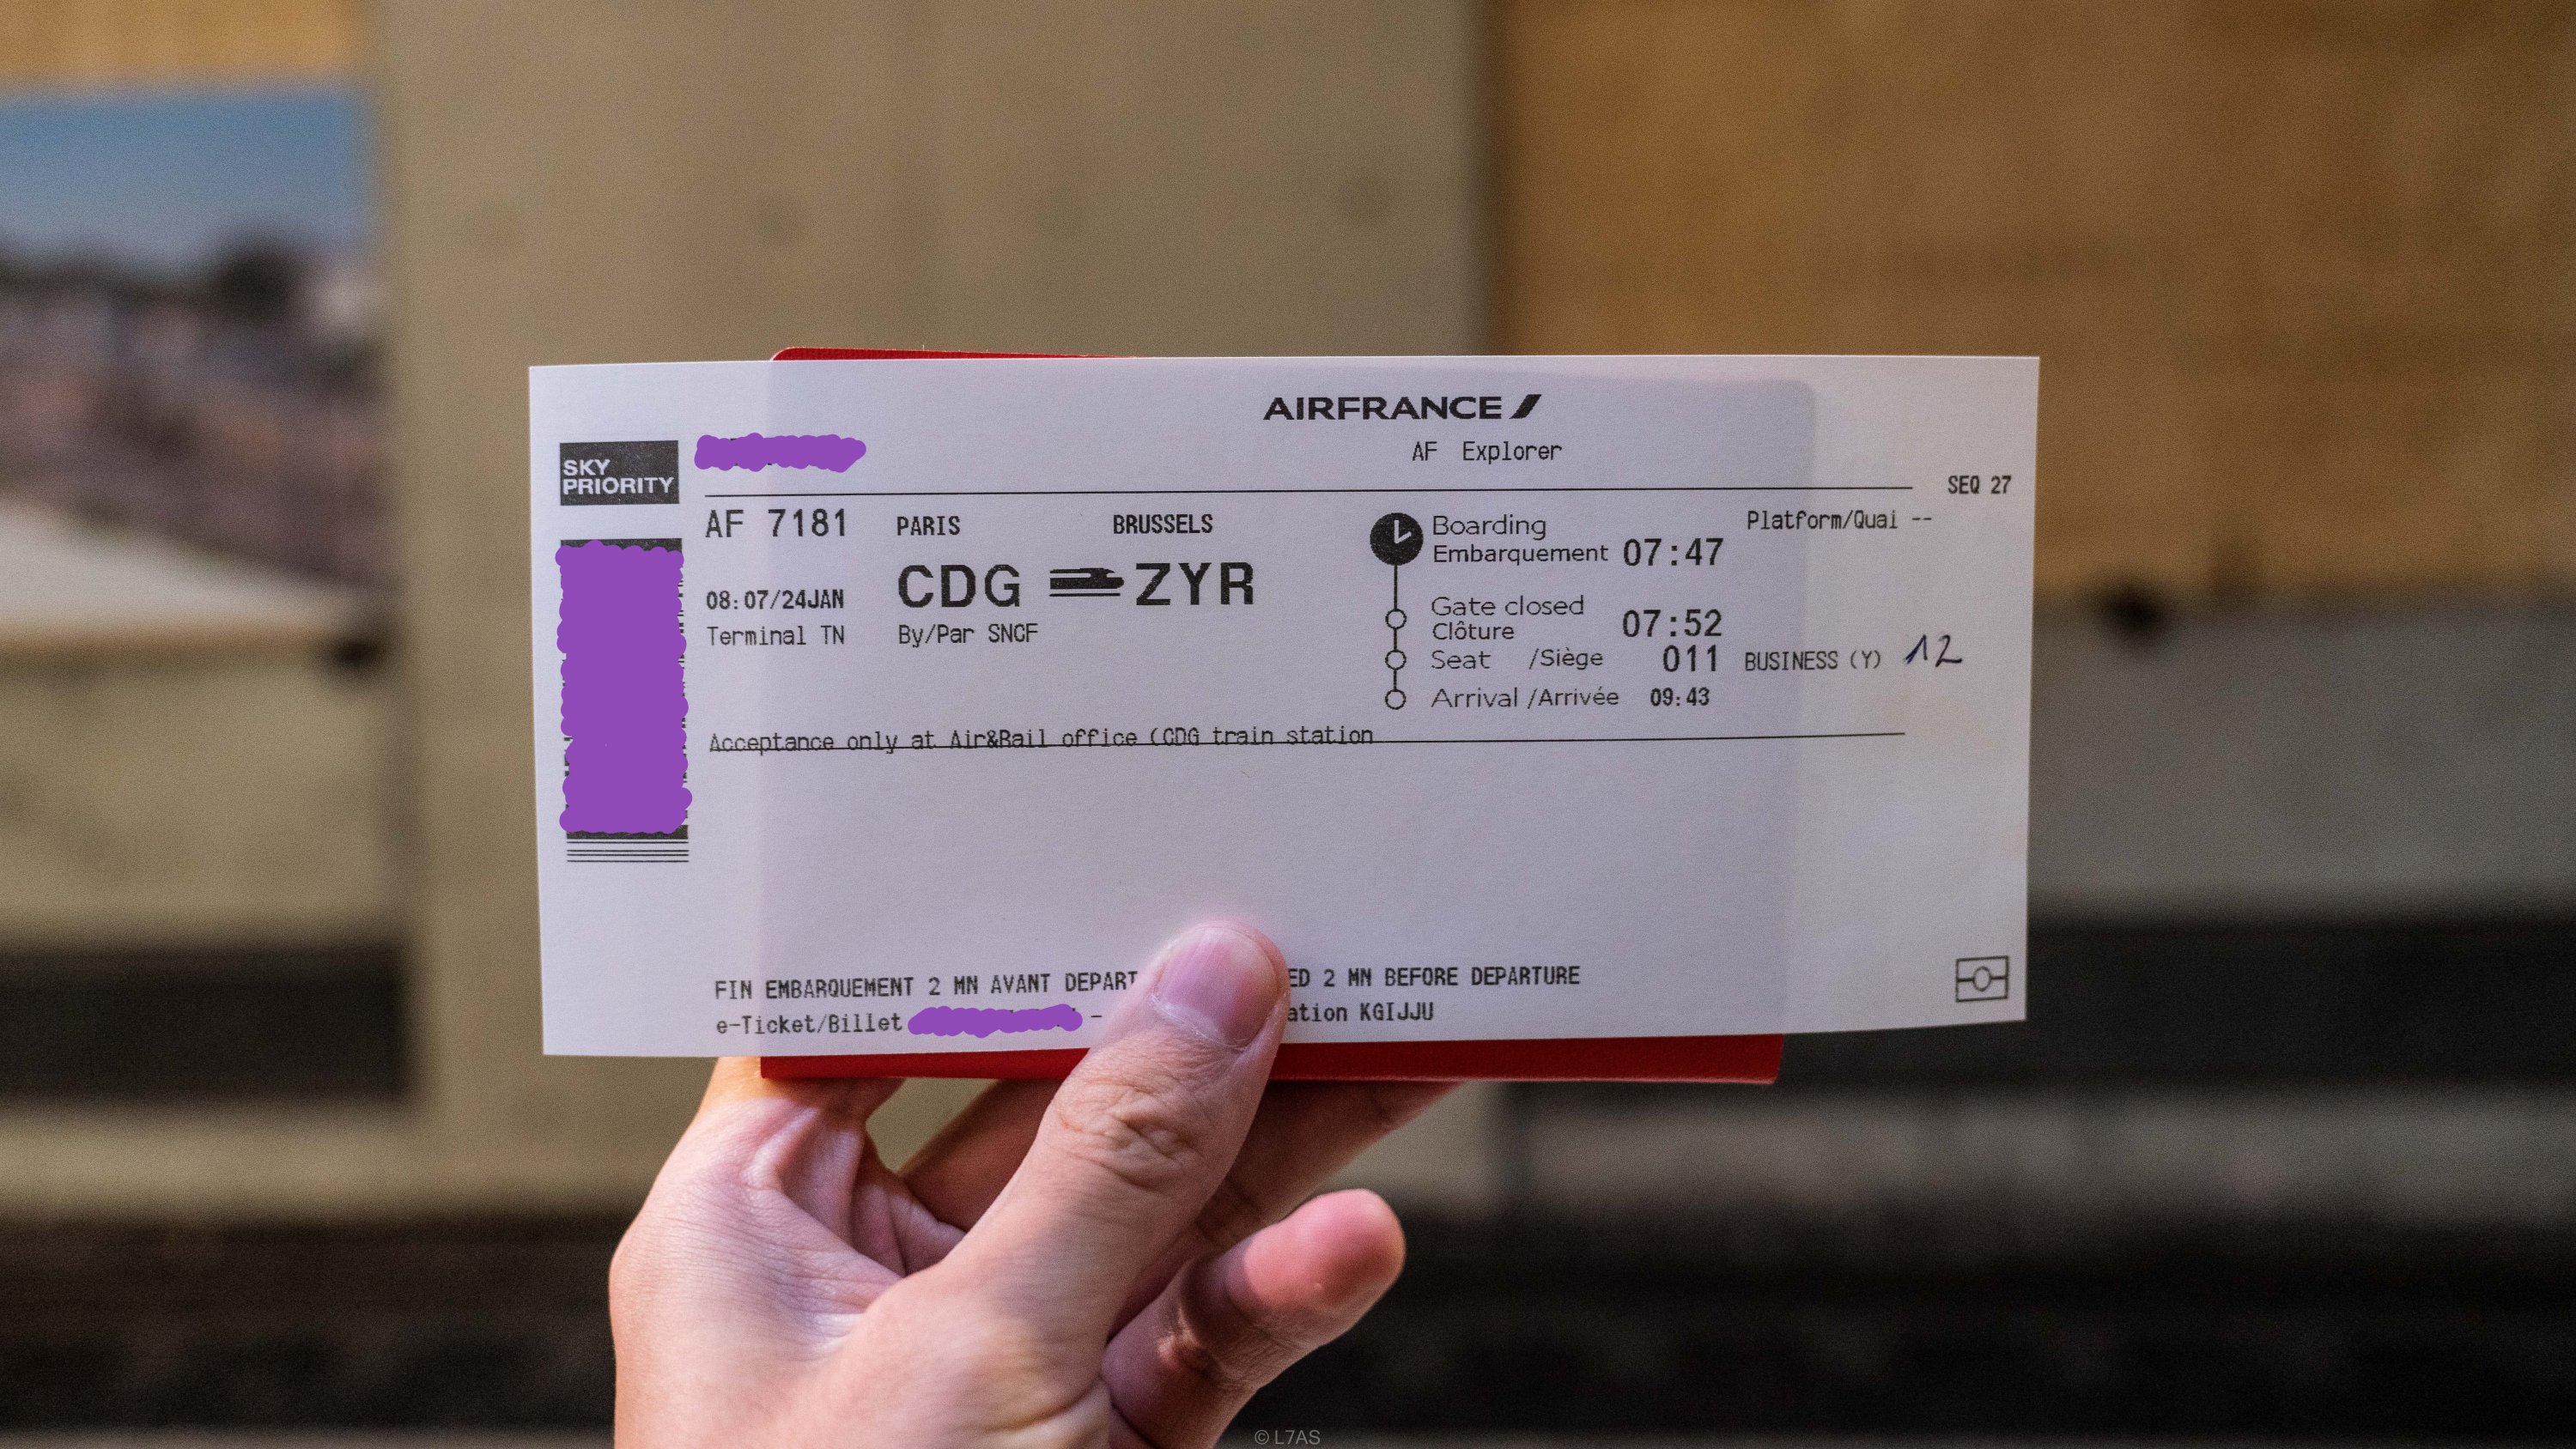 AIRFRANCE
AF Explorer
SKY
PRIORITY
SEQ 27
AF 7181 PARIS BRUSSELS
CDG ZYR
08:07/24JAN
Terminal TN By/Par SNCF
Boarding
Embarquement 07:47
Platform/Quai --
Gate closed
Clôture 07:52
Seat /Siège 011 BUSINESS (Y) 12
Arrival /Arrivée 09:43
Acceptance only at Air&Rail office (CDG train station
FIN EMBARQUEMENT 2 MN AVANT DEPART ED 2 MN BEFORE DEPARTURE
e-Ticket/Billet - ation KGIJJU
© L7AS